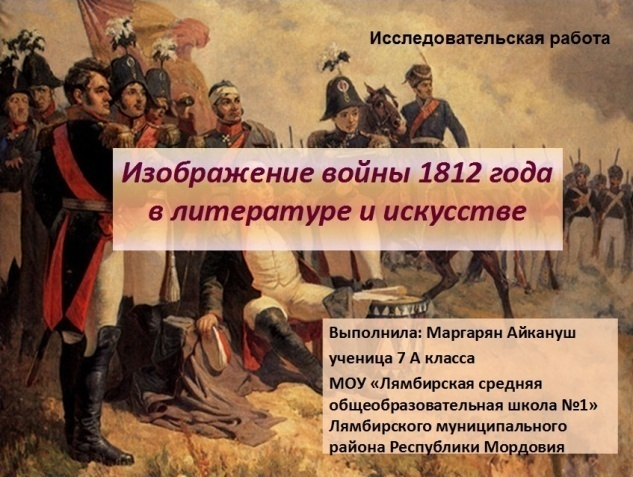 Исследовательская работа
Изображение войны 1812 года
в литературе и искусстве
Выполнила: Маргарян Айкануш
ученица 7 А класса
МОУ «Лямбирская средняя
общеобразовательная школа №1»
Лямбирского муниципального
района Республики Мордовия